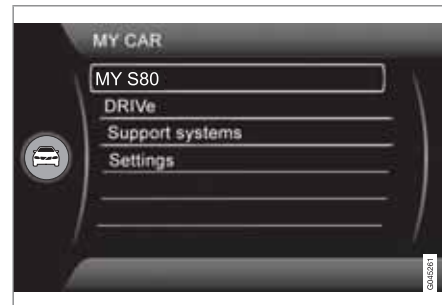 MY CAR
MY S80
DRIVe
Support systems
Settings
G045261